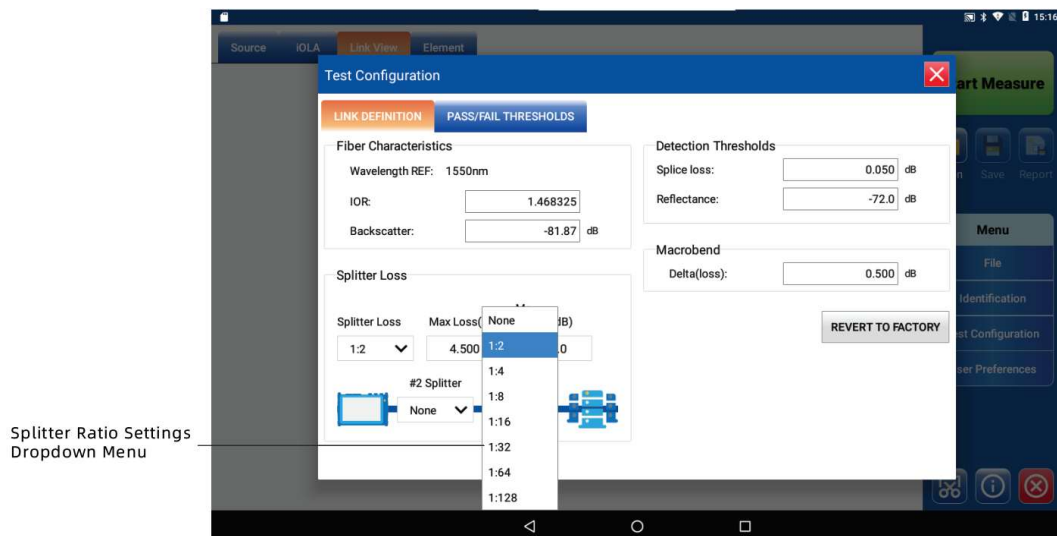 15:16
Source iOLA Link View Element
Test Configuration
art Measure
LINK DEFINITION PASS/FAIL THRESHOLDS
Fiber Characteristics
Wavelength REF: 1550nm
IOR: 1.468325
Backscatter: -81.87 dB
Detection Thresholds
Splice loss: 0.050 dB
Reflectance: -72.0 dB
Macrobend
Delta(loss): 0.500 dB
REVERT TO FACTORY
Splitter Loss
Splitter Loss Max Loss( dB)
1:2 4.500 .0
#2 Splitter
None
None
1:2
1:4
1:8
1:16
1:32
1:64
1:128
n Save Report
Menu
File
Identification
est Configuration
ser Preferences
Splitter Ratio Settings
Dropdown Menu